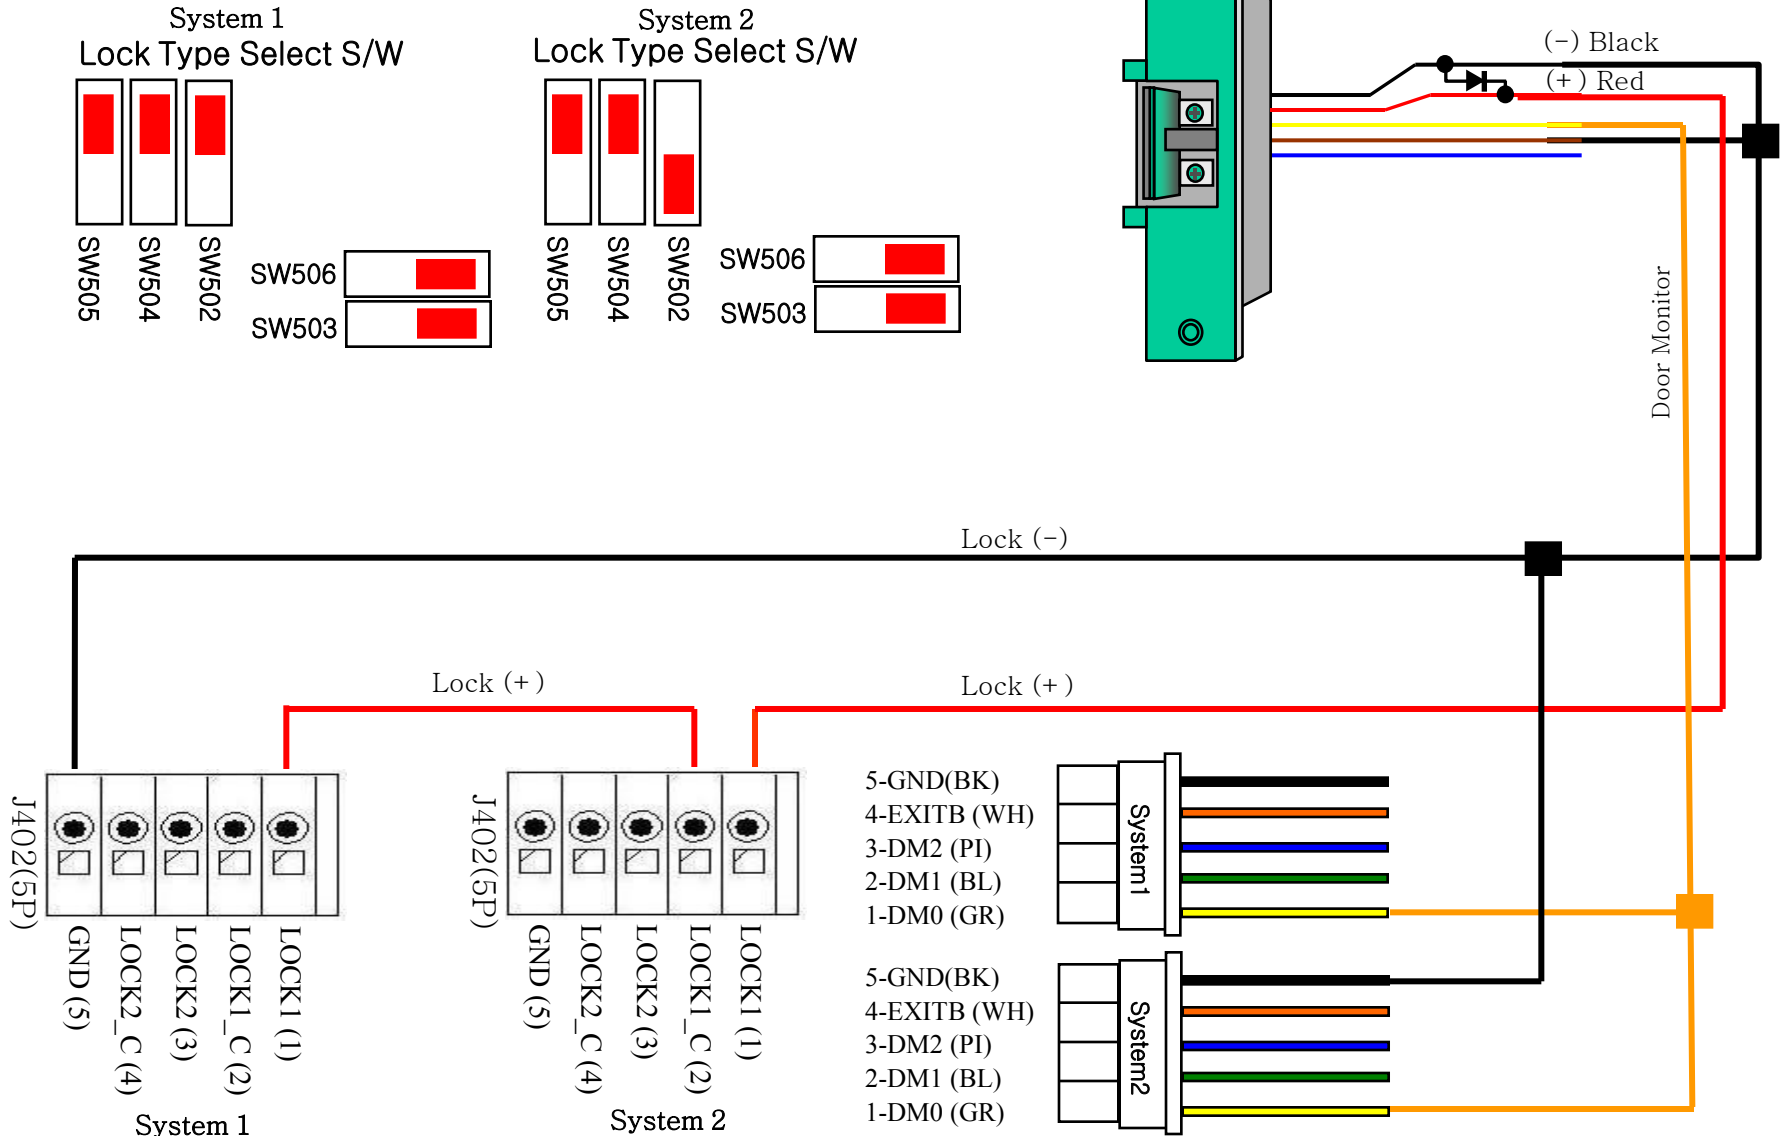 System 1
Lock Type Select S/W
SW505
SW504
SW502
SW506
SW503
System 2
Lock Type Select S/W
SW505
SW504
SW502
SW506
SW503
(-) Black
(+) Red
Door Monitor
Lock (-)
Lock (+)
Lock (+)
J402(5P)
GND (5)
LOCK2_C (4)
LOCK2 (3)
LOCK1_C (2)
LOCK1 (1)
System 1
J402(5P)
GND (5)
LOCK2_C (4)
LOCK2 (3)
LOCK1_C (2)
LOCK1 (1)
System 2
5-GND(BK)
4-EXITB (WH)
3-DM2 (PI)
2-DM1 (BL)
1-DM0 (GR)
System1
5-GND(BK)
4-EXITB (WH)
3-DM2 (PI)
2-DM1 (BL)
1-DM0 (GR)
System2